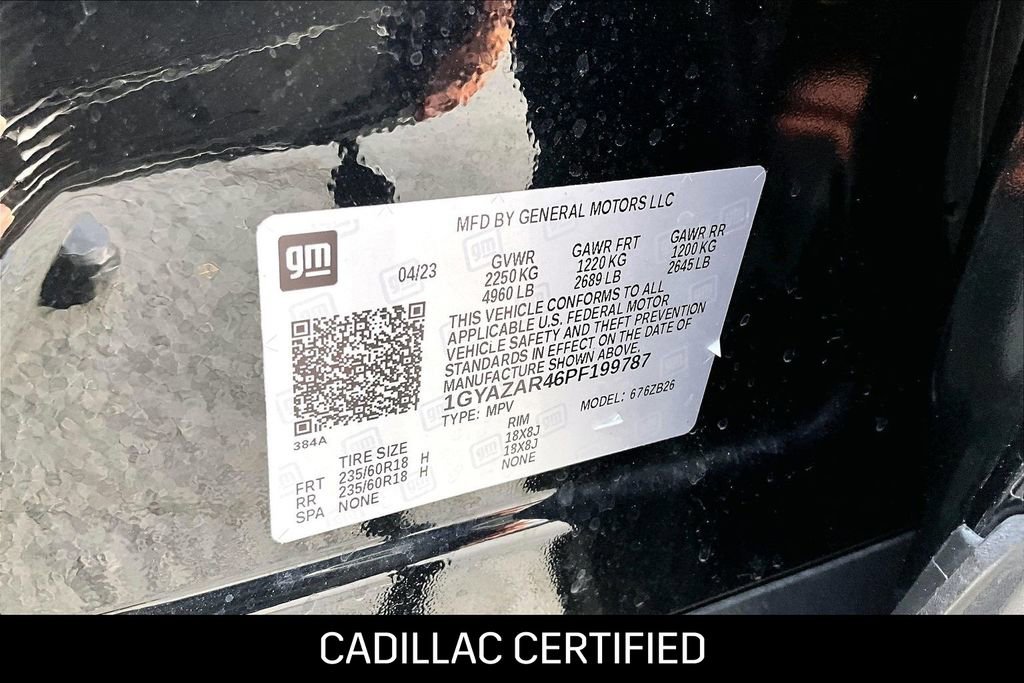 gm
MFD BY GENERAL MOTORS LLC
04/23
GVWR GAWR FRT GAWR RR
2250 KG 1220 KG 1200 KG
4960 LB 2689 LB 2645 LB
THIS VEHICLE CONFORMS TO ALL
APPLICABLE U.S. FEDERAL MOTOR
VEHICLE SAFETY AND THEFT PREVENTION
STANDARDS IN EFFECT ON THE DATE OF
MANUFACTURE SHOWN ABOVE.
1GYAZAR46PF199787
TYPE: MPV MODEL: 676ZB26
384A
TIRE SIZE RIM
FRT 235/60R18 H 18X8J
RR 235/60R18 H 18X8J
SPA NONE NONE
CADILLAC CERTIFIED